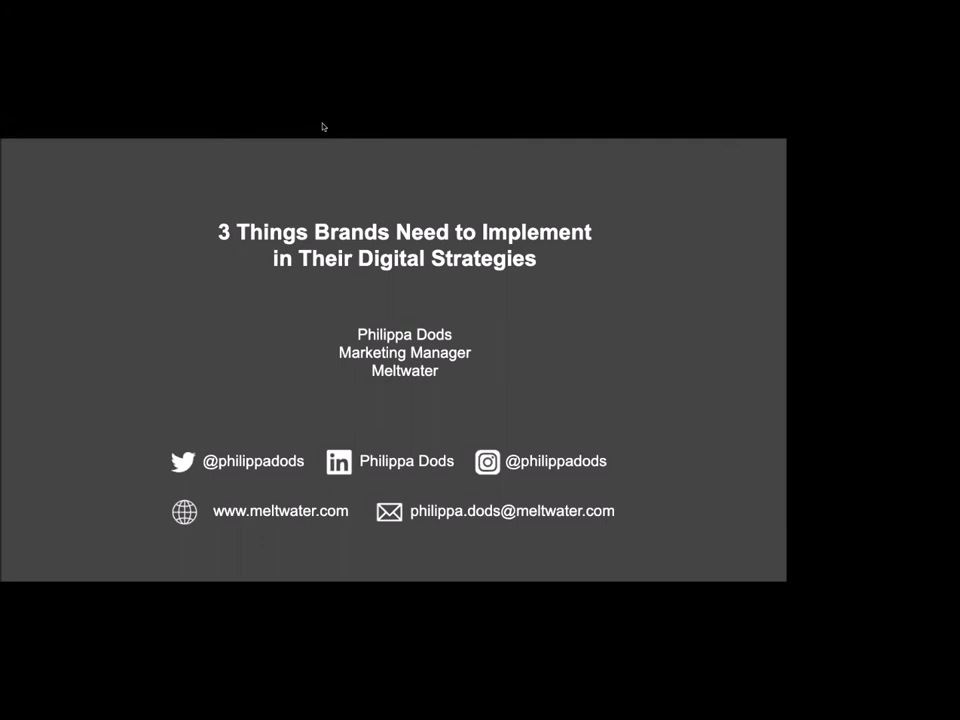 3 Things Brands Need to Implement
in Their Digital Strategies
Philippa Dods
Marketing Manager
Meltwater
@philippadods
in Philippa Dods
@philippadods
www.meltwater.com
philippa.dods@meltwater.com